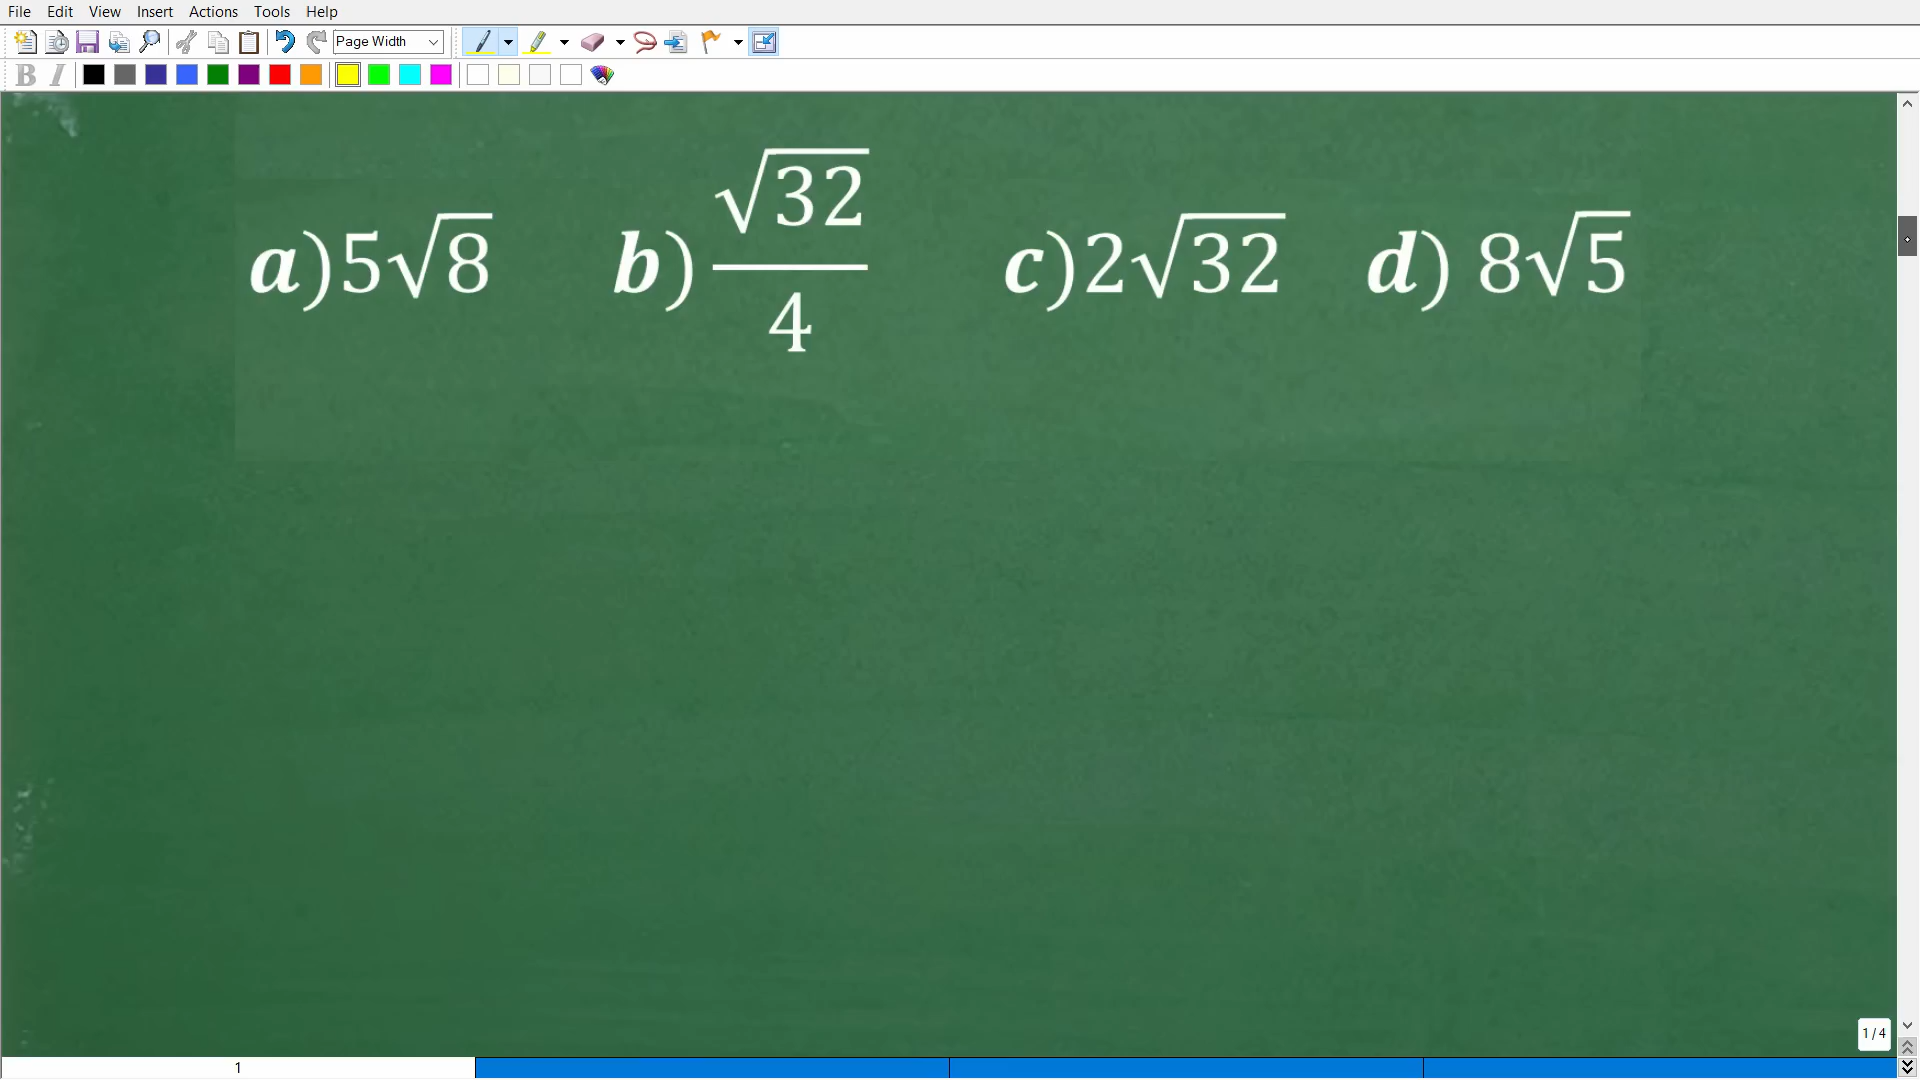 File Edit View Insert Actions Tools Help
Page Width
B I
a)5√8 b) √32/4 c)2√32 d) 8√5
1 / 4
1